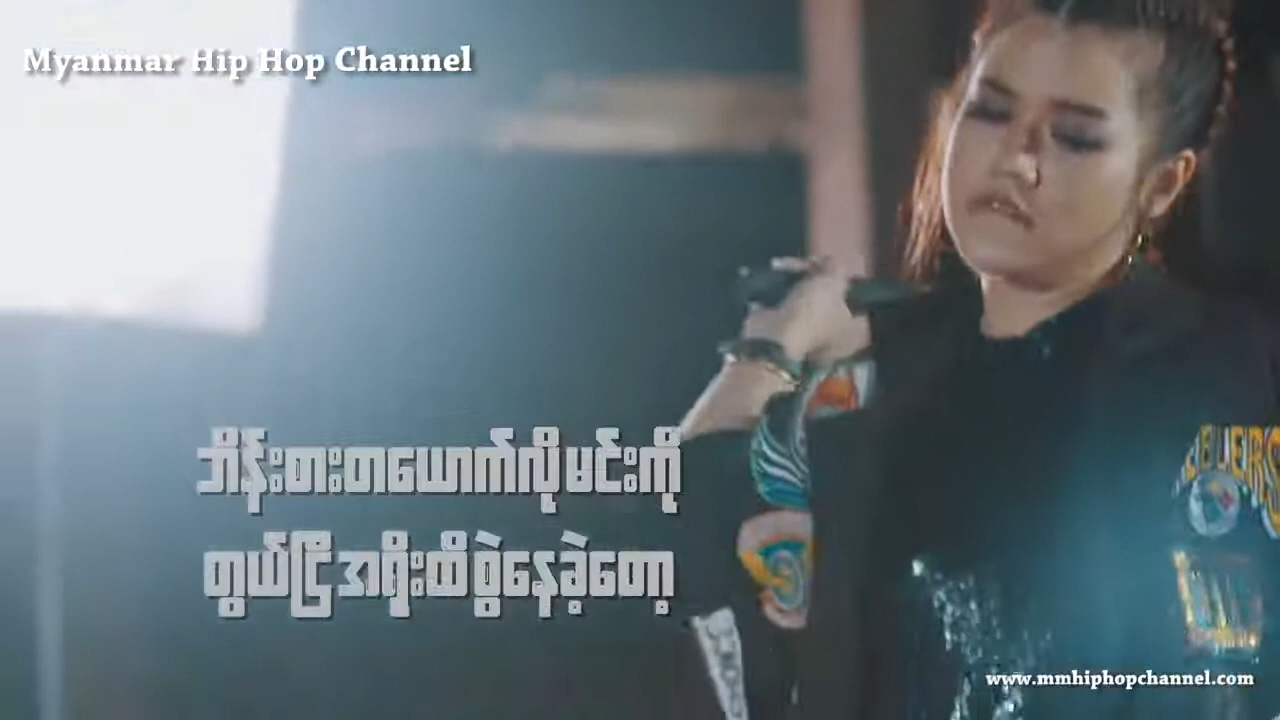 Myanmar Hip Hop Channel
ဘိန်းစားတယောက်လိုမင်းကို
တွယ်ငြိအရိုးထိစွဲနေခဲ့တော့
www.mmhiphopchannel.com